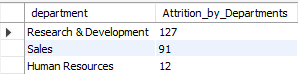 department Attrition_by_Departments
Research & Development 127
Sales 91
Human Resources 12